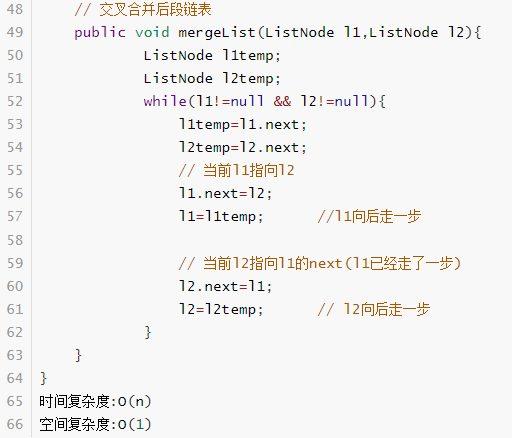 48 // 交叉合并后段链表
49 public void mergeList(ListNode l1,ListNode l2){
50 ListNode l1temp;
51 ListNode l2temp;
52 while(l1!=null && l2!=null){
53 l1temp=l1.next;
54 l2temp=l2.next;
55 // 当前l1指向l2
56 l1.next=l2;
57 l1=l1temp; //l1向后走一步
58
59 // 当前l2指向l1的next(l1已经走了一步)
60 l2.next=l1;
61 l2=l2temp; // l2向后走一步
62 }
63 }
64 }
65 时间复杂度:O(n)
66 空间复杂度:O(1)